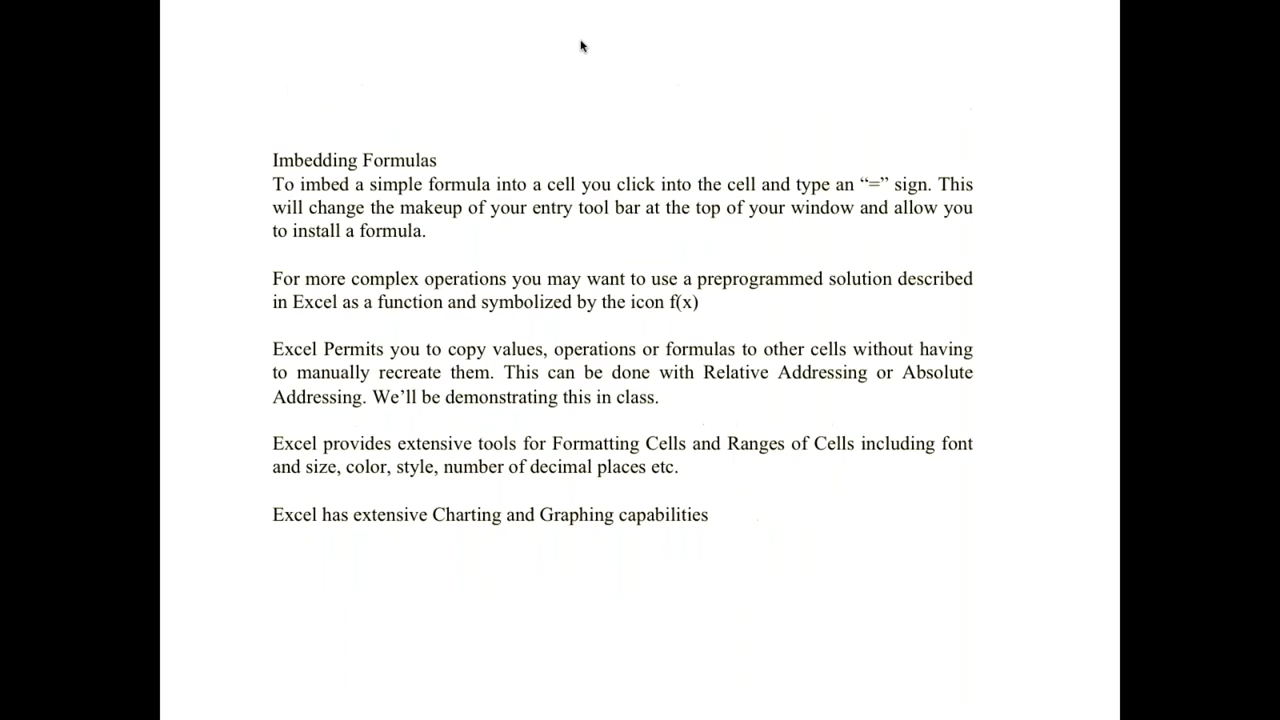 Imbedding Formulas
To imbed a simple formula into a cell you click into the cell and type an “=” sign. This
will change the makeup of your entry tool bar at the top of your window and allow you
to install a formula.
For more complex operations you may want to use a preprogrammed solution described
in Excel as a function and symbolized by the icon f(x)
Excel Permits you to copy values, operations or formulas to other cells without having
to manually recreate them. This can be done with Relative Addressing or Absolute
Addressing. We’ll be demonstrating this in class.
Excel provides extensive tools for Formatting Cells and Ranges of Cells including font
and size, color, style, number of decimal places etc.
Excel has extensive Charting and Graphing capabilities